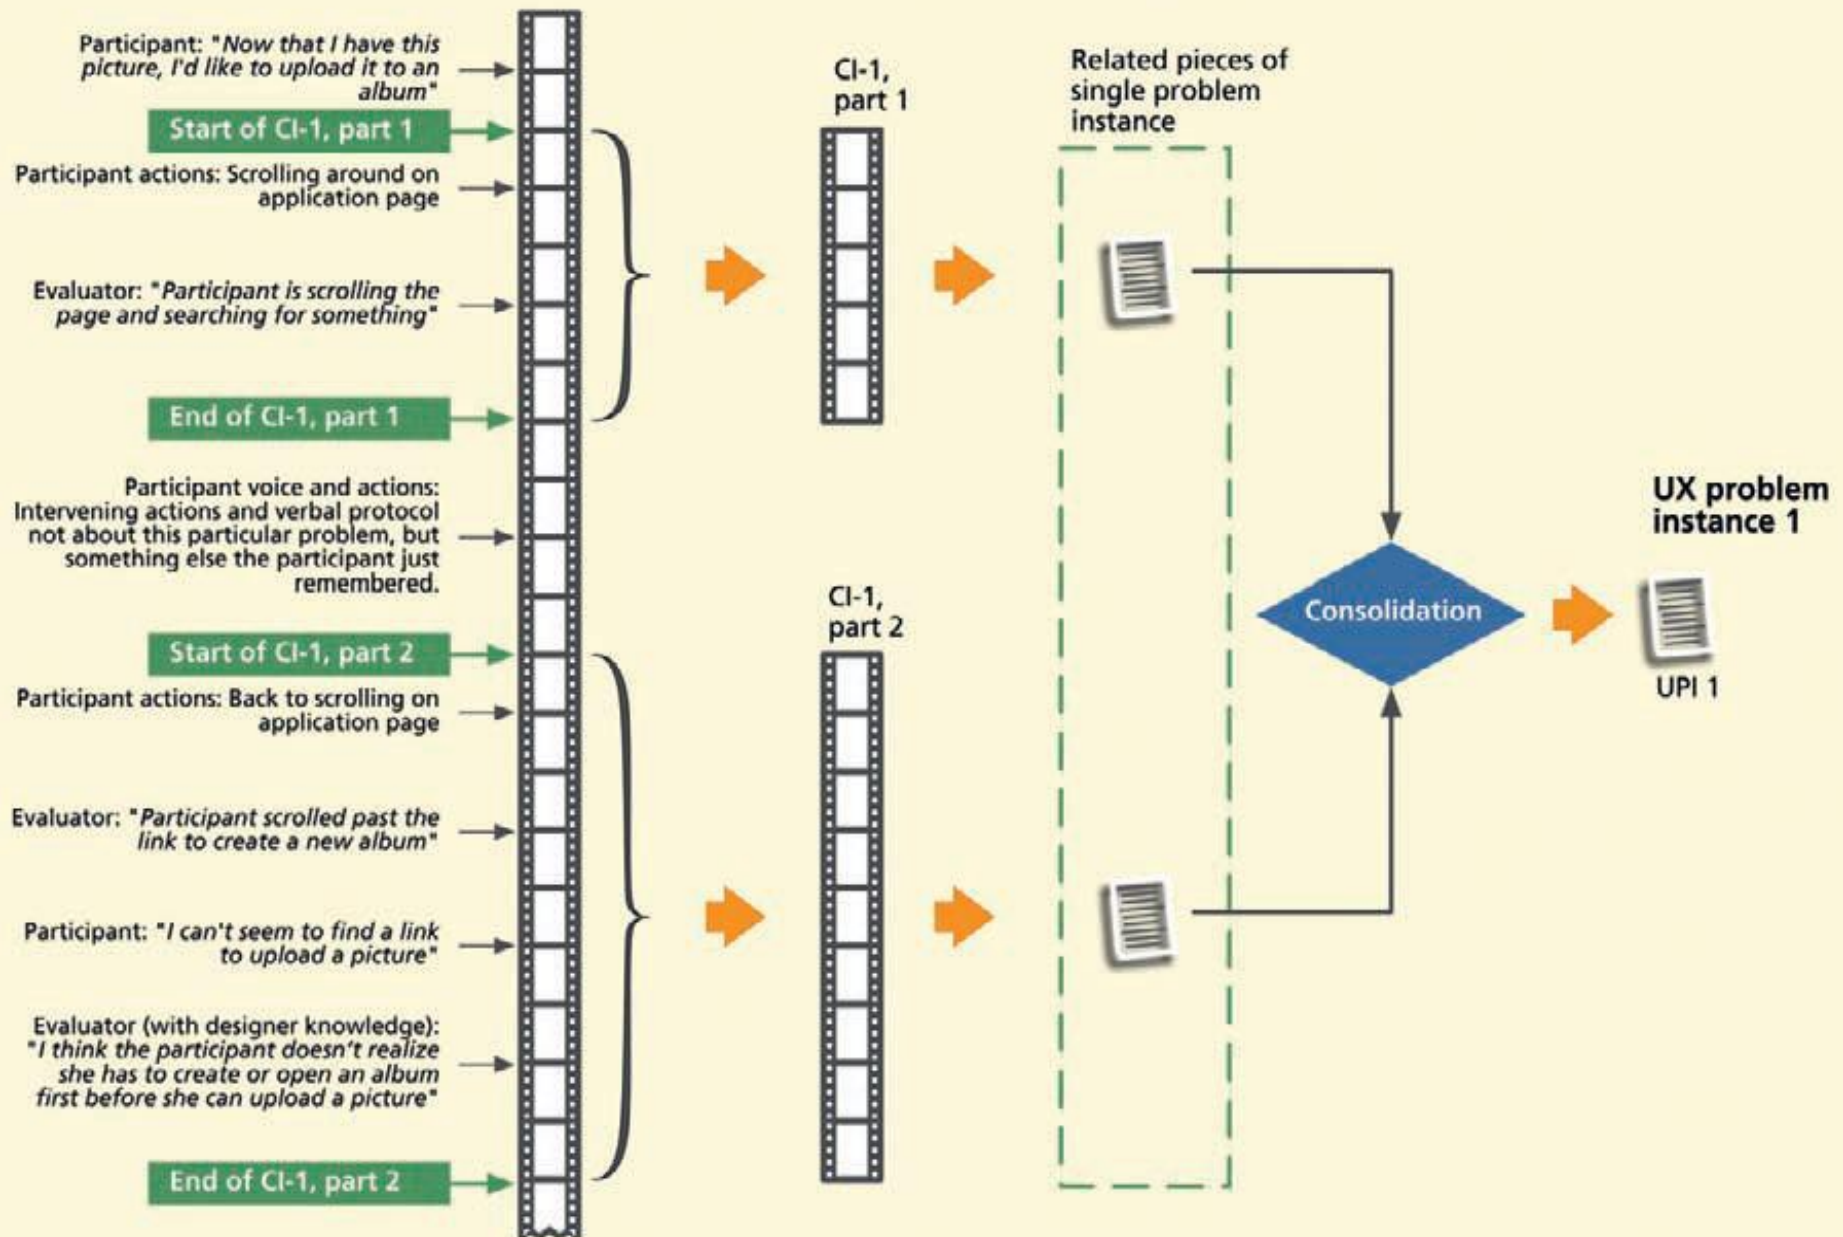 Participant: "Now that I have this
picture, I'd like to upload it to an
album"
Start of CI-1, part 1
Participant actions: Scrolling around on
application page
Evaluator: "Participant is scrolling the
page and searching for something"
End of CI-1, part 1
Participant voice and actions:
Intervening actions and verbal protocol
not about this particular problem, but
something else the participant just
remembered.
Start of CI-1, part 2
Participant actions: Back to scrolling on
application page
Evaluator: "Participant scrolled past the
link to create a new album"
Participant: "I can't seem to find a link
to upload a picture"
Evaluator (with designer knowledge):
"I think the participant doesn't realize
she has to create or open an album
first before she can upload a picture"
End of CI-1, part 2
CI-1,
part 1
CI-1,
part 2
Related pieces of
single problem
instance
Consolidation
UX problem
instance 1
UPI 1